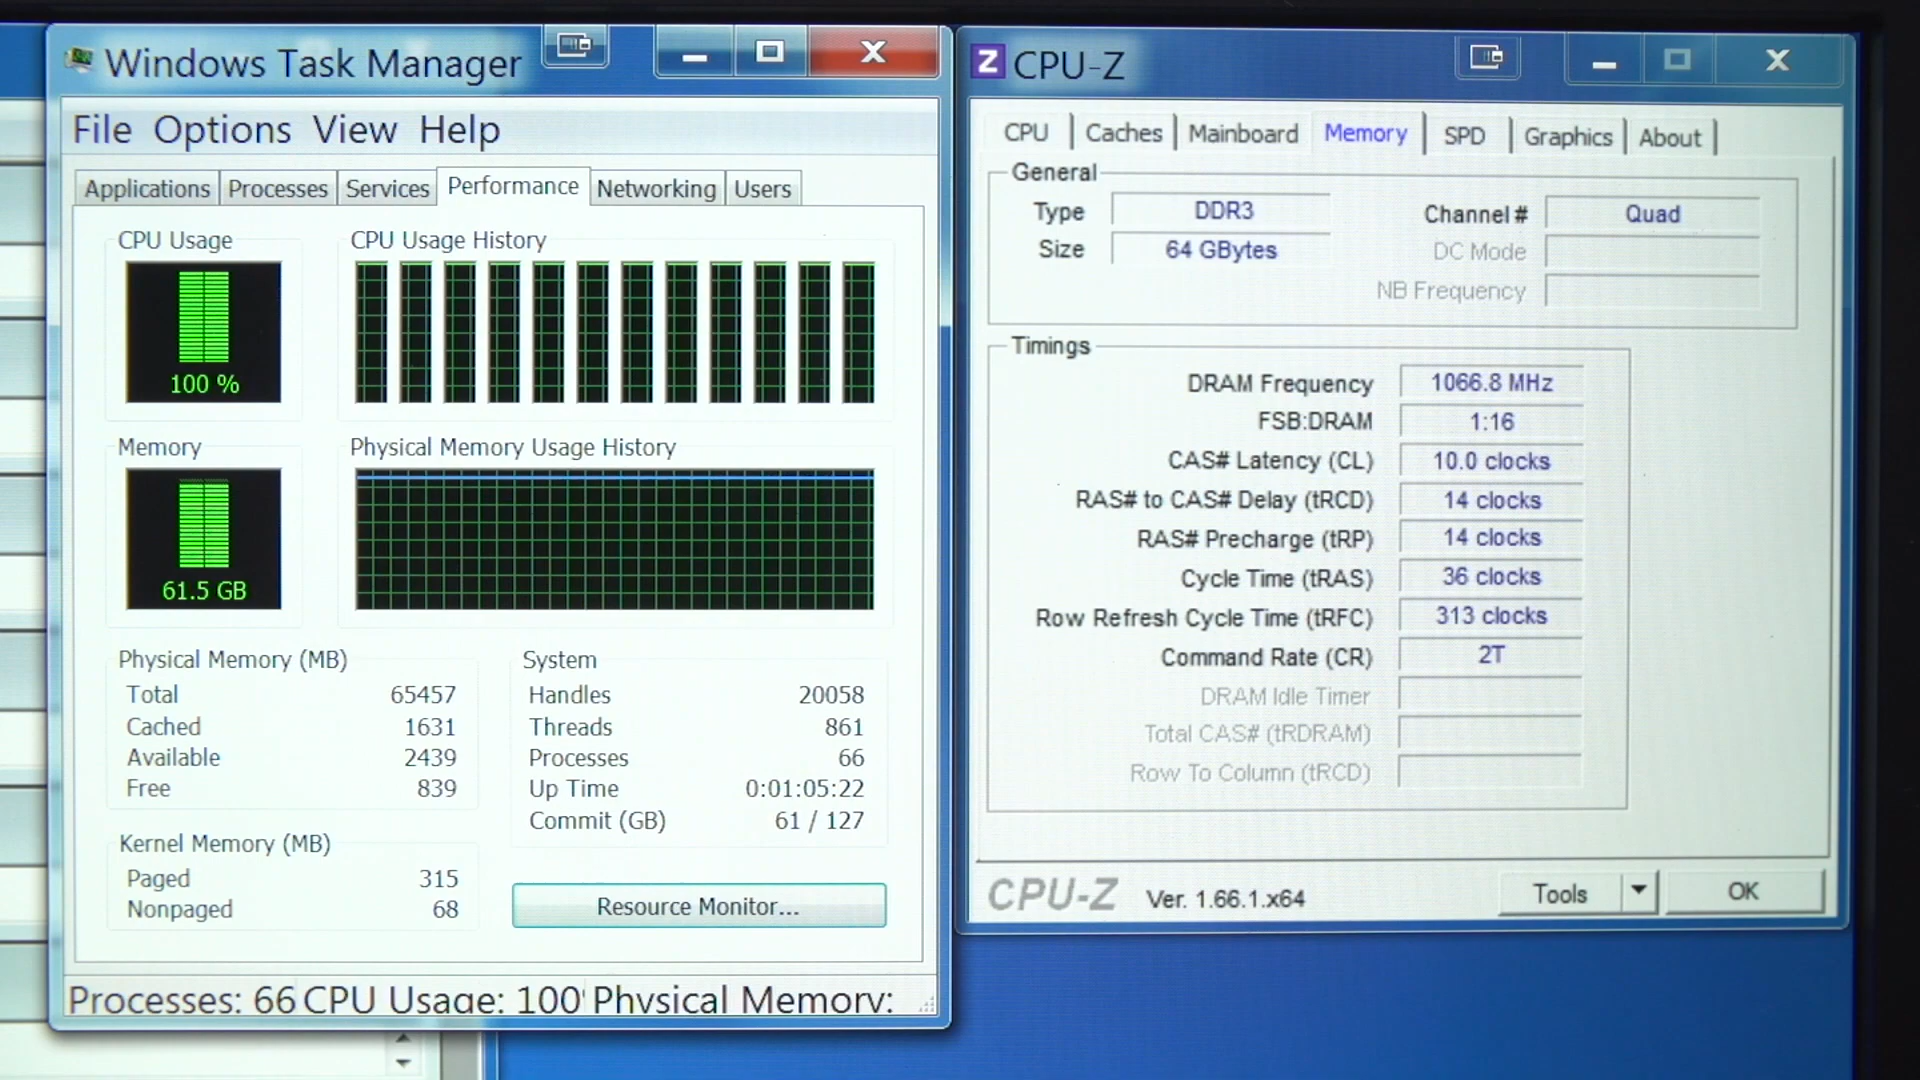 Windows Task Manager
File Options View Help
Applications Processes Services Performance Networking Users
CPU Usage
100 %
CPU Usage History
Memory
61.5 GB
Physical Memory Usage History
Physical Memory (MB)
Total 65457
Cached 1631
Available 2439
Free 839
Kernel Memory (MB)
Paged 315
Nonpaged 68
System
Handles 20058
Threads 861
Processes 66
Up Time 0:01:05:22
Commit (GB) 61 / 127
Resource Monitor...
Processes: 66 CPU Usage: 100 Physical Memory:
Z CPU-Z
CPU Caches Mainboard Memory SPD Graphics About
General
Type DDR3 Channel # Quad
Size 64 GBytes DC Mode
NB Frequency
Timings
DRAM Frequency 1066.8 MHz
FSB:DRAM 1:16
CAS# Latency (CL) 10.0 clocks
RAS# to CAS# Delay (tRCD) 14 clocks
RAS# Precharge (tRP) 14 clocks
Cycle Time (tRAS) 36 clocks
Row Refresh Cycle Time (tRFC) 313 clocks
Command Rate (CR) 2T
DRAM Idle Timer
Total CAS# (tRDRAM)
Row To Column (tRCD)
CPU-Z Ver. 1.66.1.x64 Tools OK